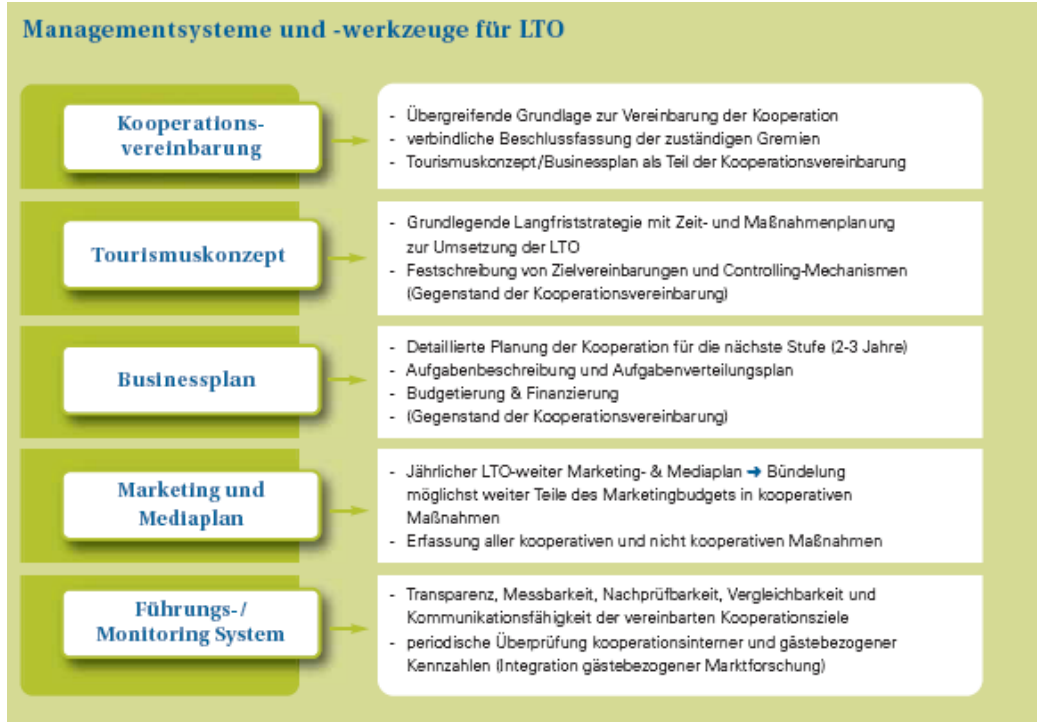 Managementsysteme und -werkzeuge für LTO
Kooperations-
vereinbarung
- Übergreifende Grundlage zur Vereinbarung der Kooperation
- verbindliche Beschlussfassung der zuständigen Gremien
- Tourismuskonzept/Businessplan als Teil der Kooperationsvereinbarung
Tourismuskonzept
- Grundlegende Langfriststrategie mit Zeit- und Maßnahmenplanung
zur Umsetzung der LTO
- Festschreibung von Zielvereinbarungen und Controlling-Mechanismen
(Gegenstand der Kooperationsvereinbarung)
Businessplan
- Detaillierte Planung der Kooperation für die nächste Stufe (2-3 Jahre)
- Aufgabenbeschreibung und Aufgabenverteilungsplan
- Budgetierung & Finanzierung
- (Gegenstand der Kooperationsvereinbarung)
Marketing und
Mediaplan
- Jährlicher LTO-weiter Marketing- & Mediaplan ➔ Bündelung
möglichst weiter Teile des Marketingbudgets in kooperativen
Maßnahmen
- Erfassung aller kooperativen und nicht kooperativen Maßnahmen
Führungs-/
Monitoring System
- Transparenz, Messbarkeit, Nachprüfbarkeit, Vergleichbarkeit und
Kommunikationsfähigkeit der vereinbarten Kooperationsziele
- periodische Überprüfung kooperationsinterner und gästebezogener
Kennzahlen (Integration gästebezogener Marktforschung)